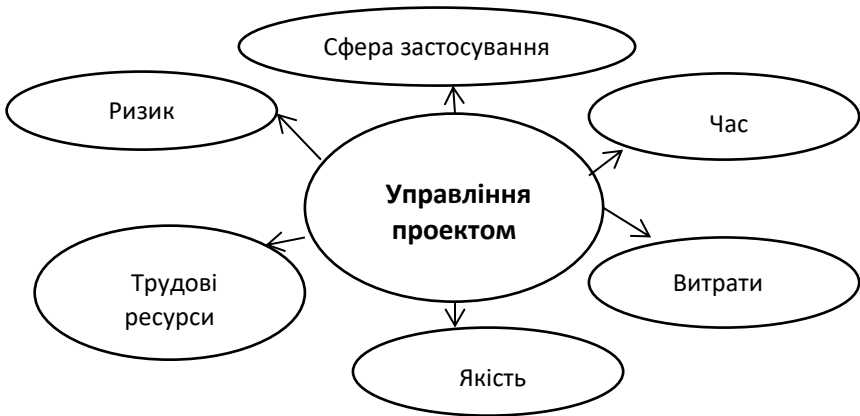 Сфера застосування
Ризик
Час
Управління
проектом
Трудові
ресурси
Витрати
Якість